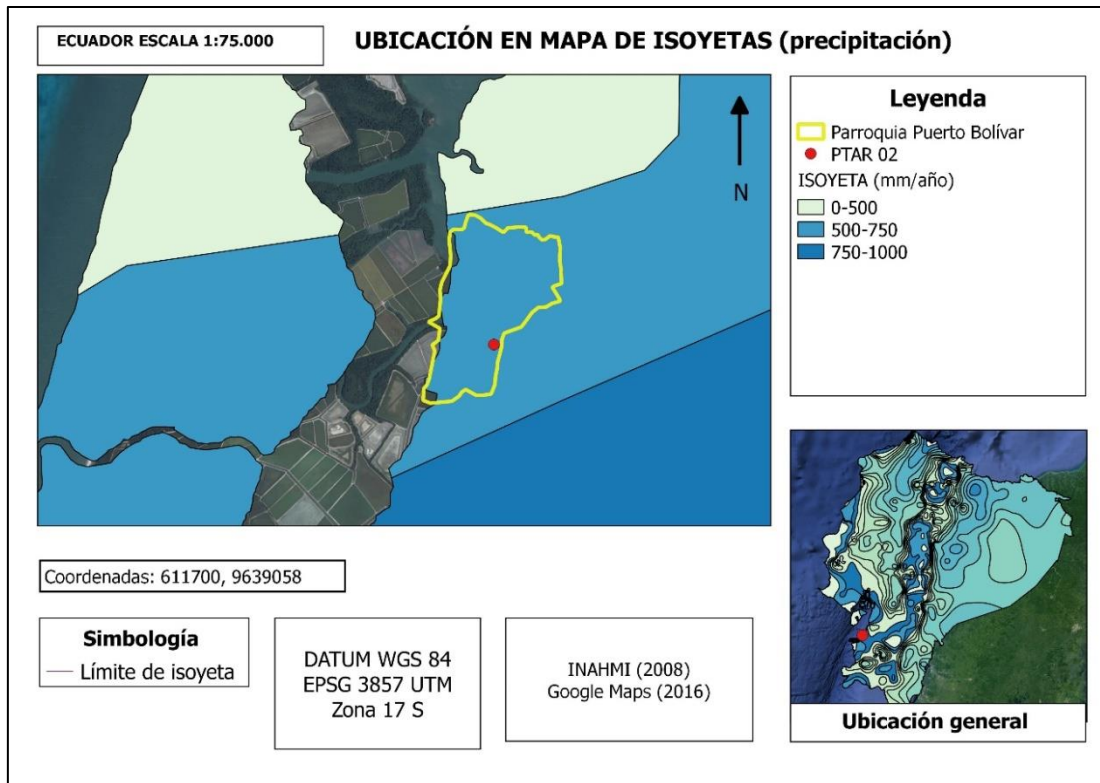 ECUADOR ESCALA 1:75.000
UBICACIÓN EN MAPA DE ISOYETAS (precipitación)
N
Leyenda
Parroquia Puerto Bolívar
PTAR 02
ISOYETA (mm/año)
0-500
500-750
750-1000
Coordenadas: 611700, 9639058
Simbología
Límite de isoyeta
DATUM WGS 84
EPSG 3857 UTM
Zona 17 S
INAHMI (2008)
Google Maps (2016)
Ubicación general